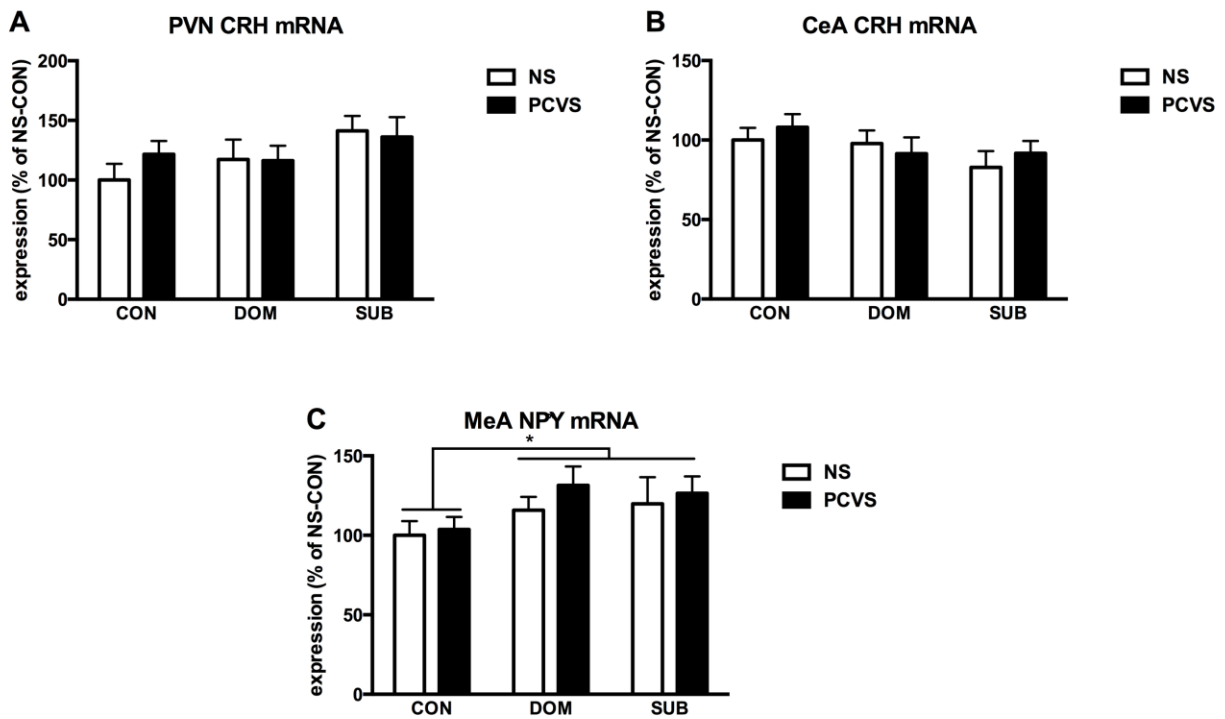 A
PVN CRH mRNA
expression (% of NS-CON)
200
150
100
50
0
CON DOM SUB
NS
PCVS
B
CeA CRH mRNA
expression (% of NS-CON)
150
100
50
0
CON DOM SUB
NS
PCVS
C
MeA NPY mRNA
*
expression (% of NS-CON)
150
100
50
0
CON DOM SUB
NS
PCVS